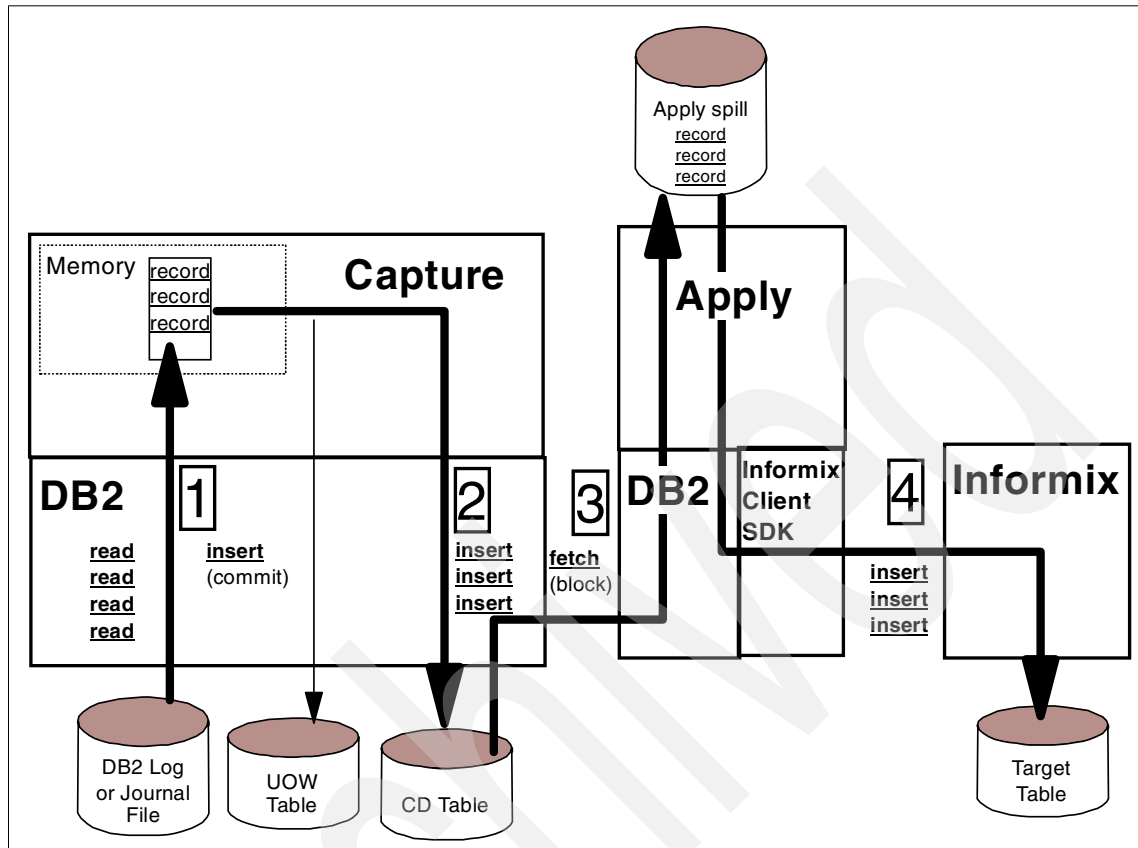 Apply spill
record
record
record
Memory
record
record
record
Capture
Apply
DB2
1
read
read
read
read
insert
(commit)
2
insert
insert
insert
3
fetch
(block)
DB2
Informix
Client
SDK
4
insert
insert
insert
Informix
DB2 Log
or Journal
File
UOW
Table
CD Table
Target
Table